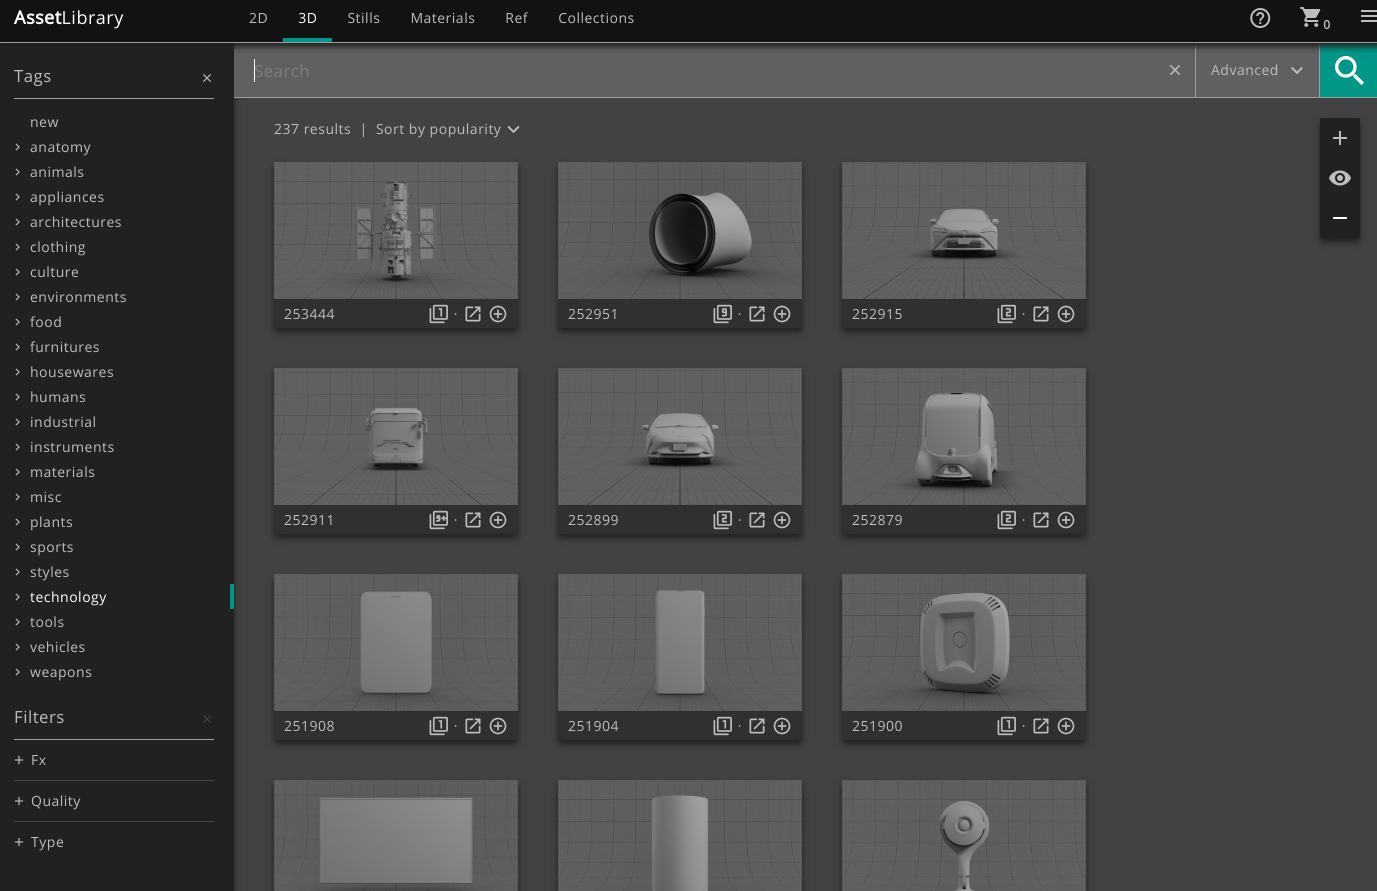 AssetLibrary 2D 3D Stills Materials Ref Collections 0
Tags
new
anatomy
animals
appliances
architectures
clothing
culture
environments
food
furnitures
housewares
humans
industrial
instruments
materials
misc
plants
sports
styles
technology
tools
vehicles
weapons
Filters
+ Fx
+ Quality
+ Type
Search Advanced
237 results | Sort by popularity
253444 1 ·
252951 9 ·
252915 2 ·
252911 9+ ·
252899 2 ·
252879 2 ·
251908 1 ·
251904 1 ·
251900 1 ·